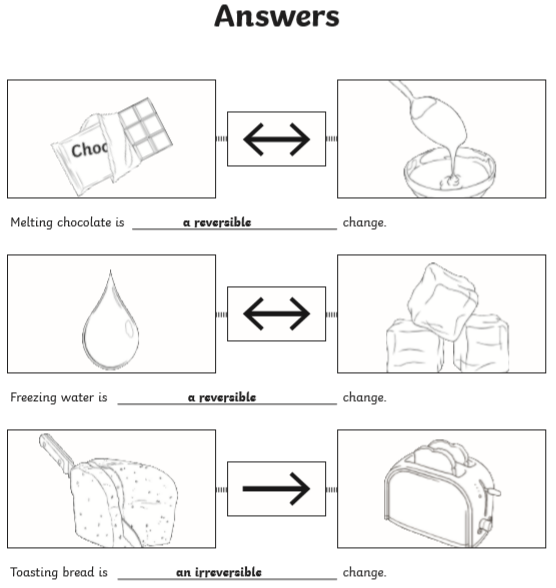 Answers
Choc
Melting chocolate is a reversible change.
Freezing water is a reversible change.
Toasting bread is an irreversible change.